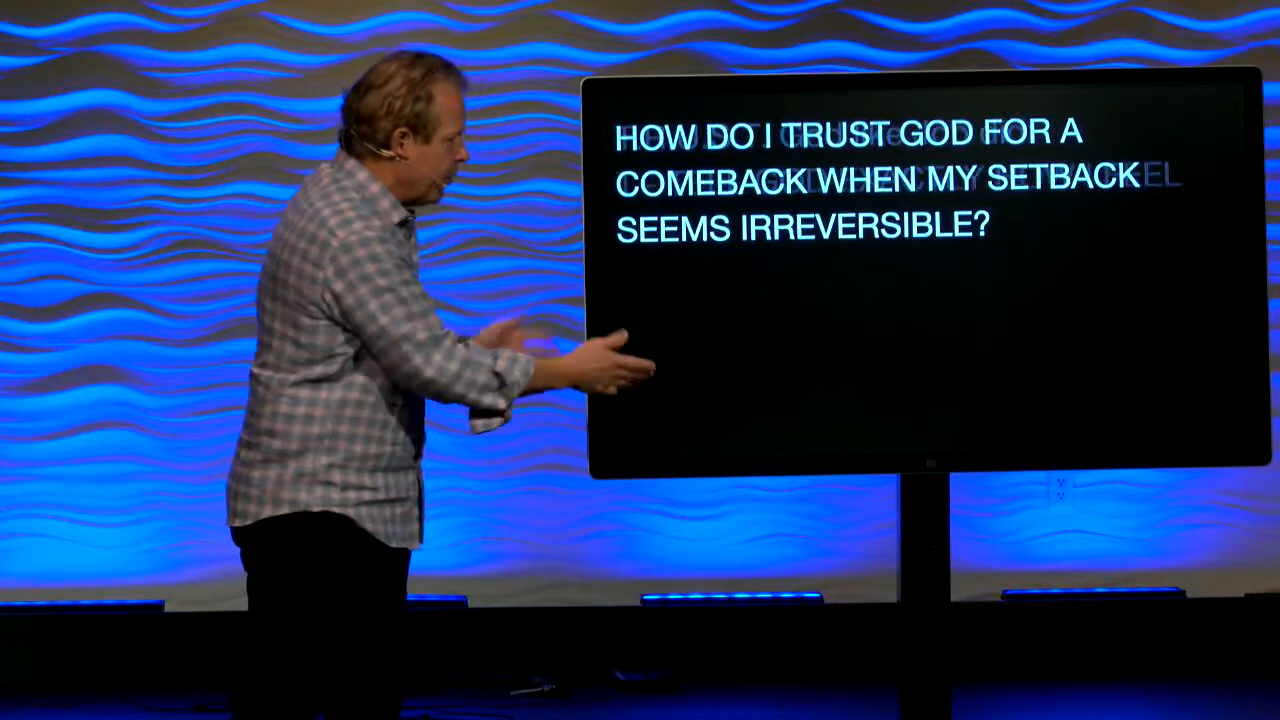 HOW DO I TRUST GOD FOR A
COMEBACK WHEN MY SETBACK
SEEMS IRREVERSIBLE?